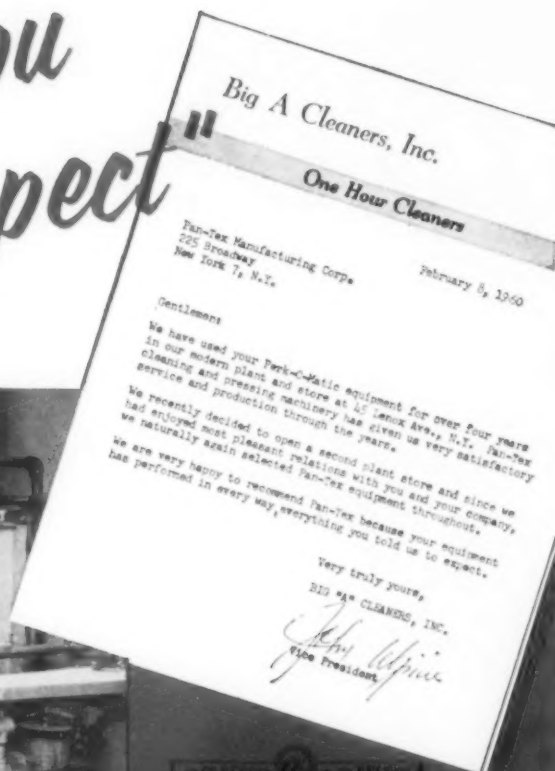 ou
pect"
Big A Cleaners, Inc.
One Hour Cleaners
February 8, 1960
Pan-Tex Manufacturing Corp.
225 Broadway
New York 7, N.Y.
Gentlemen:
We have used your Perk-O-Matic equipment for over four years
in our modern plant and store at 45 Lenox Ave., N.Y. Pan-Tex
cleaning and pressing machinery has given us very satisfactory
service and production through the years.
We recently decided to open a second plant store and since we
had enjoyed most pleasant relations with you and your company,
we naturally again selected Pan-Tex equipment throughout.
We are very happy to recommend Pan-Tex because your equipment
has performed in every way, everything you told us to expect.
Very truly yours,
BIG "A" CLEANERS, INC.
Vice President